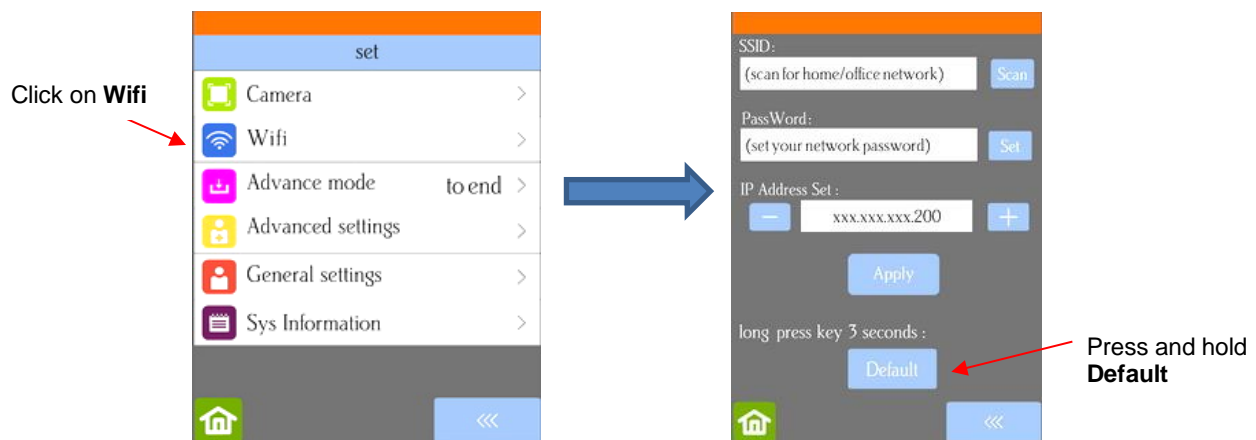 Click on Wifi
set
Camera >
Wifi >
Advance mode to end >
Advanced settings >
General settings >
Sys Information >
<<<
SSID:
(scan for home/office network) Scan
PassWord:
(set your network password) Set
IP Address Set :
− xxx.xxx.xxx.200 +
Apply
long press key 3 seconds :
Default
<<<
Press and hold
Default